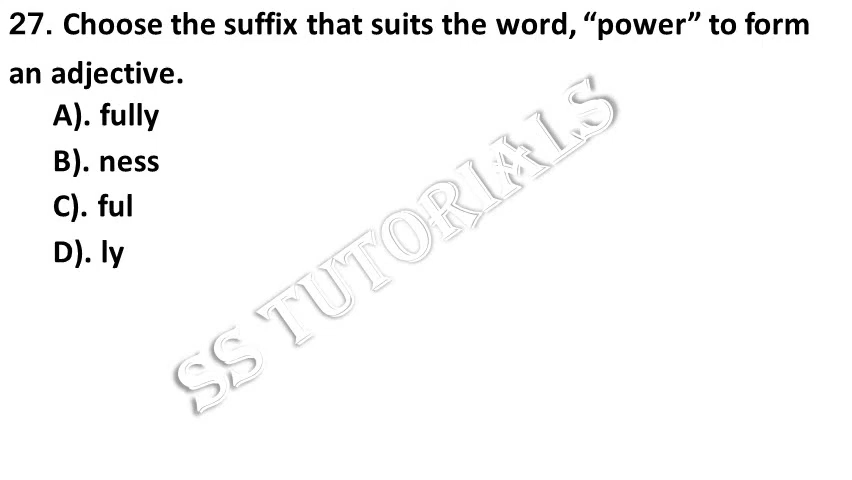 27. Choose the suffix that suits the word, “power” to form
an adjective.
A). fully
B). ness
C). ful
D). ly
SS TUTORIALS